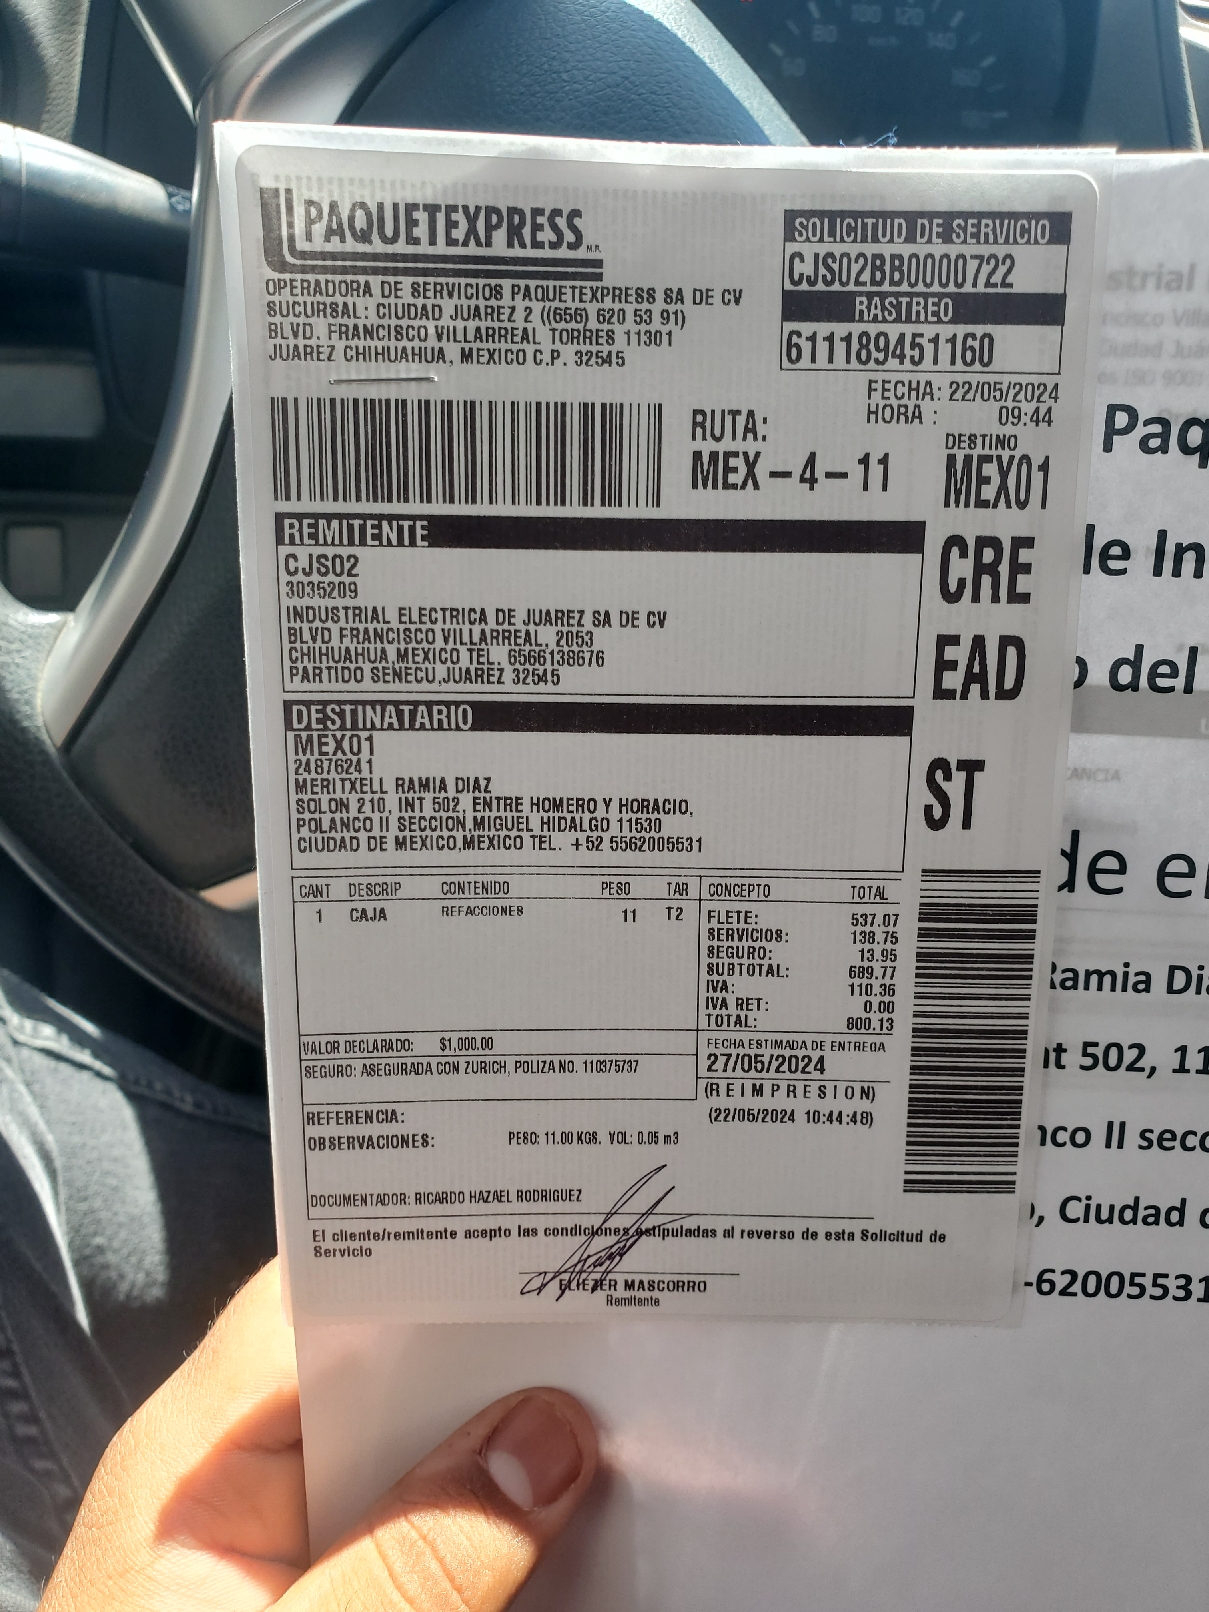 PAQUETEXPRESS M.R.
OPERADORA DE SERVICIOS PAQUETEXPRESS SA DE CV
SUCURSAL: CIUDAD JUAREZ 2 ((656) 620 53 91)
BLVD. FRANCISCO VILLARREAL TORRES 11301
JUAREZ CHIHUAHUA, MEXICO C.P. 32545
SOLICITUD DE SERVICIO
CJS02BB0000722
RASTREO
611189451160
FECHA: 22/05/2024
HORA : 09:44
RUTA:
MEX-4-11
DESTINO
MEX01
CRE
EAD
ST
REMITENTE
CJS02
3035209
INDUSTRIAL ELECTRICA DE JUAREZ SA DE CV
BLVD FRANCISCO VILLARREAL, 2053
CHIHUAHUA,MEXICO TEL. 6566138676
PARTIDO SENECU,JUAREZ 32545
DESTINATARIO
MEX01
24876241
MERITXELL RAMIA DIAZ
SOLON 210, INT 502, ENTRE HOMERO Y HORACIO,
POLANCO II SECCION,MIGUEL HIDALGO 11530
CIUDAD DE MEXICO,MEXICO TEL. +52 5562005531
CANT DESCRIP CONTENIDO PESO TAR
1 CAJA REFACCIONES 11 T2
CONCEPTO TOTAL
FLETE: 537.07
SERVICIOS: 138.75
SEGURO: 13.95
SUBTOTAL: 689.77
IVA: 110.36
IVA RET: 0.00
TOTAL: 800.13
VALOR DECLARADO: $1,000.00
SEGURO: ASEGURADA CON ZURICH, POLIZA NO. 110375737
FECHA ESTIMADA DE ENTREGA
27/05/2024
(REIMPRESION)
(22/05/2024 10:44:48)
REFERENCIA:
OBSERVACIONES: PESO: 11.00 KGS. VOL: 0.05 m3
DOCUMENTADOR: RICARDO HAZAEL RODRIGUEZ
El cliente/remitente acepto las condiciones estipuladas al reverso de esta Solicitud de
Servicio
ELIEZER MASCORRO
Remitente
Paq
le In
del
de
Ramia
502, 11
II
, Ciudad
-62005531
80 100 120
140